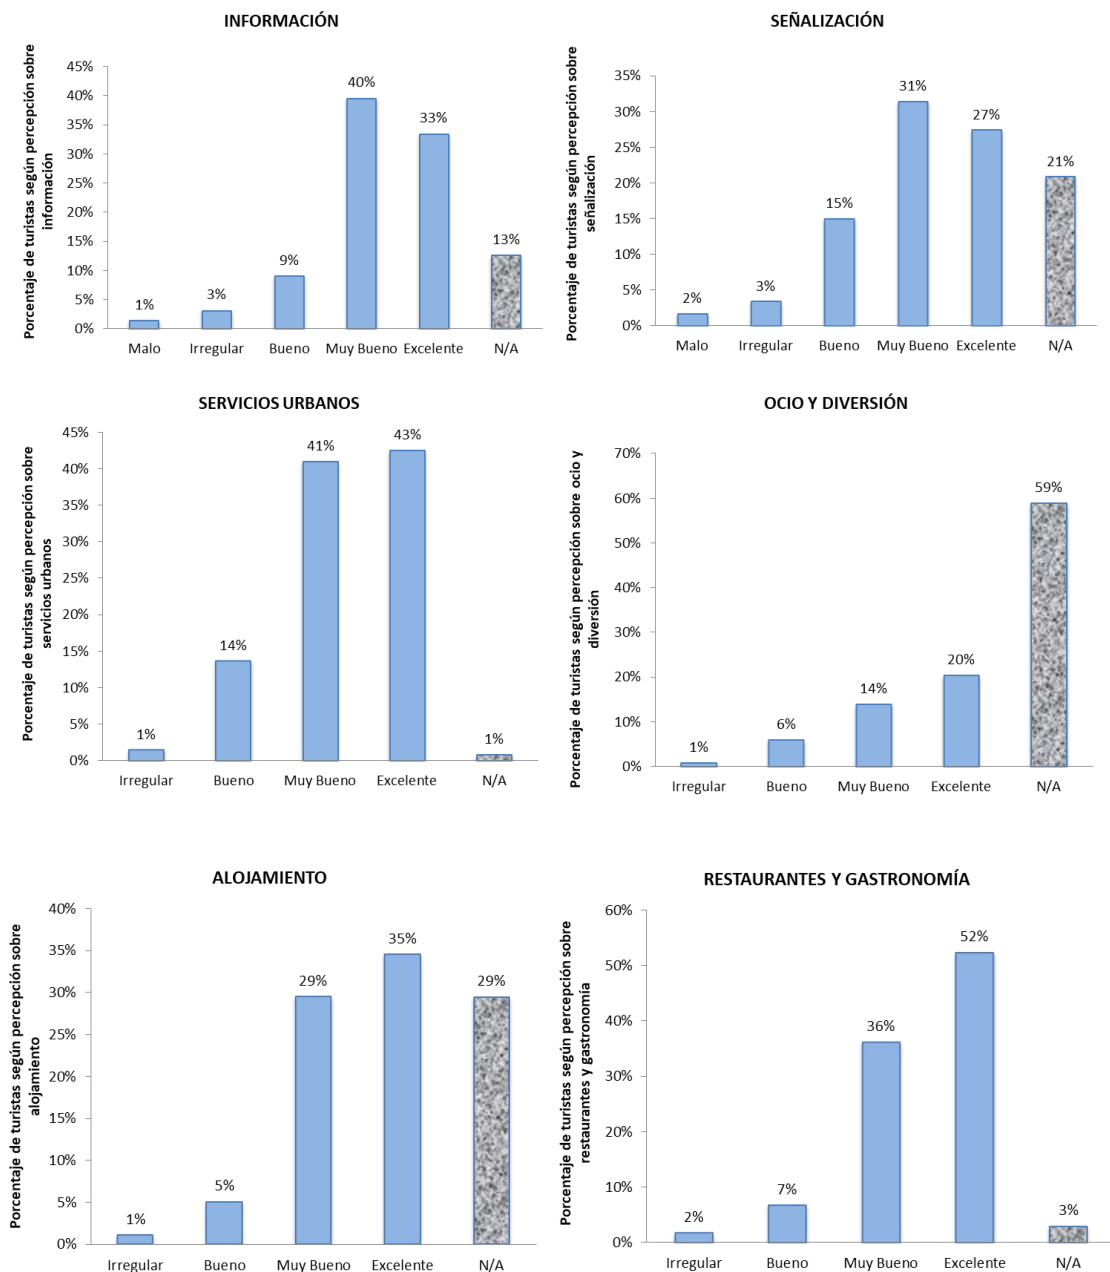 INFORMACIÓN
Porcentaje de turistas según percepción sobre
información
45%
40%
35%
30%
25%
20%
15%
10%
5%
0%
1%
3%
9%
40%
33%
13%
Malo
Irregular
Bueno
Muy Bueno
Excelente
N/A
SEÑALIZACIÓN
Porcentaje de turistas según percepción sobre
señalización
35%
30%
25%
20%
15%
10%
5%
0%
2%
3%
15%
31%
27%
21%
Malo
Irregular
Bueno
Muy Bueno
Excelente
N/A
SERVICIOS URBANOS
Porcentaje de turistas según percepción sobre
servicios urbanos
45%
40%
35%
30%
25%
20%
15%
10%
5%
0%
1%
14%
41%
43%
1%
Irregular
Bueno
Muy Bueno
Excelente
N/A
OCIO Y DIVERSIÓN
Porcentaje de turistas según percepción sobre ocio y
diversión
70%
60%
50%
40%
30%
20%
10%
0%
1%
6%
14%
20%
59%
Irregular
Bueno
Muy Bueno
Excelente
N/A
ALOJAMIENTO
Porcentaje de turistas según percepción sobre
alojamiento
40%
35%
30%
25%
20%
15%
10%
5%
0%
1%
5%
29%
35%
29%
Irregular
Bueno
Muy Bueno
Excelente
N/A
RESTAURANTES Y GASTRONOMÍA
Porcentaje de turistas según percepción sobre
restaurantes y gastronomía
60%
50%
40%
30%
20%
10%
0%
2%
7%
36%
52%
3%
Irregular
Bueno
Muy Bueno
Excelente
N/A